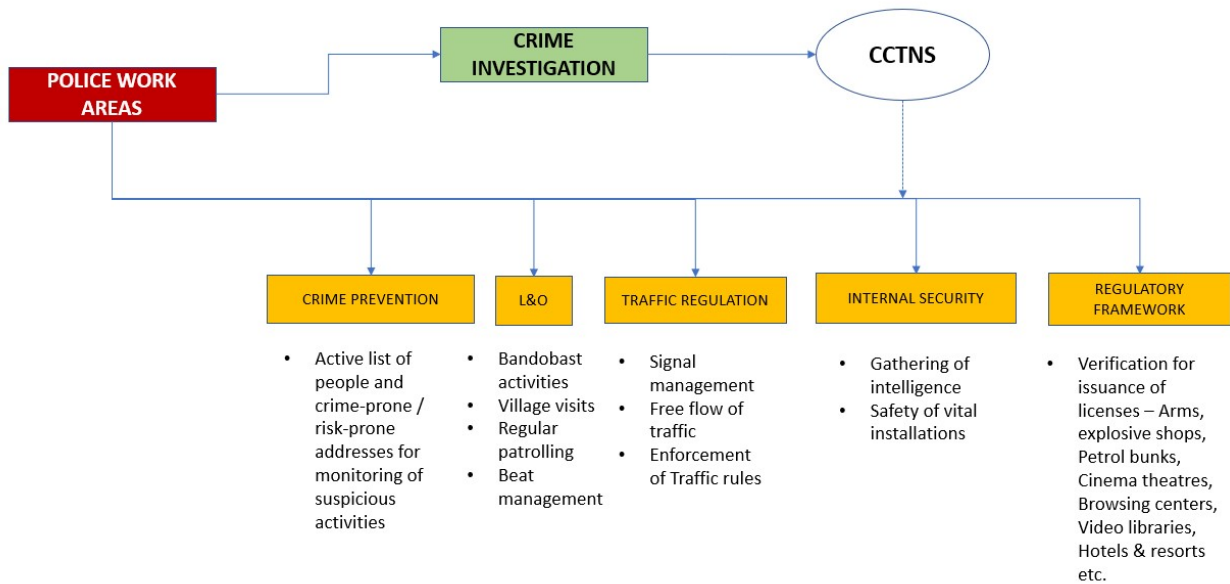 CRIME
INVESTIGATION
CCTNS
POLICE WORK
AREAS
CRIME PREVENTION
L&O
TRAFFIC REGULATION
INTERNAL SECURITY
REGULATORY
FRAMEWORK
• Active list of
people and
crime-prone /
risk-prone
addresses for
monitoring of
suspicious
activities
• Bandobast
activities
• Village visits
• Regular
patrolling
• Beat
management
• Signal
management
• Free flow of
traffic
• Enforcement
of Traffic rules
• Gathering of
intelligence
• Safety of vital
installations
• Verification for
issuance of
licenses – Arms,
explosive shops,
Petrol bunks,
Cinema theatres,
Browsing centers,
Video libraries,
Hotels & resorts
etc.